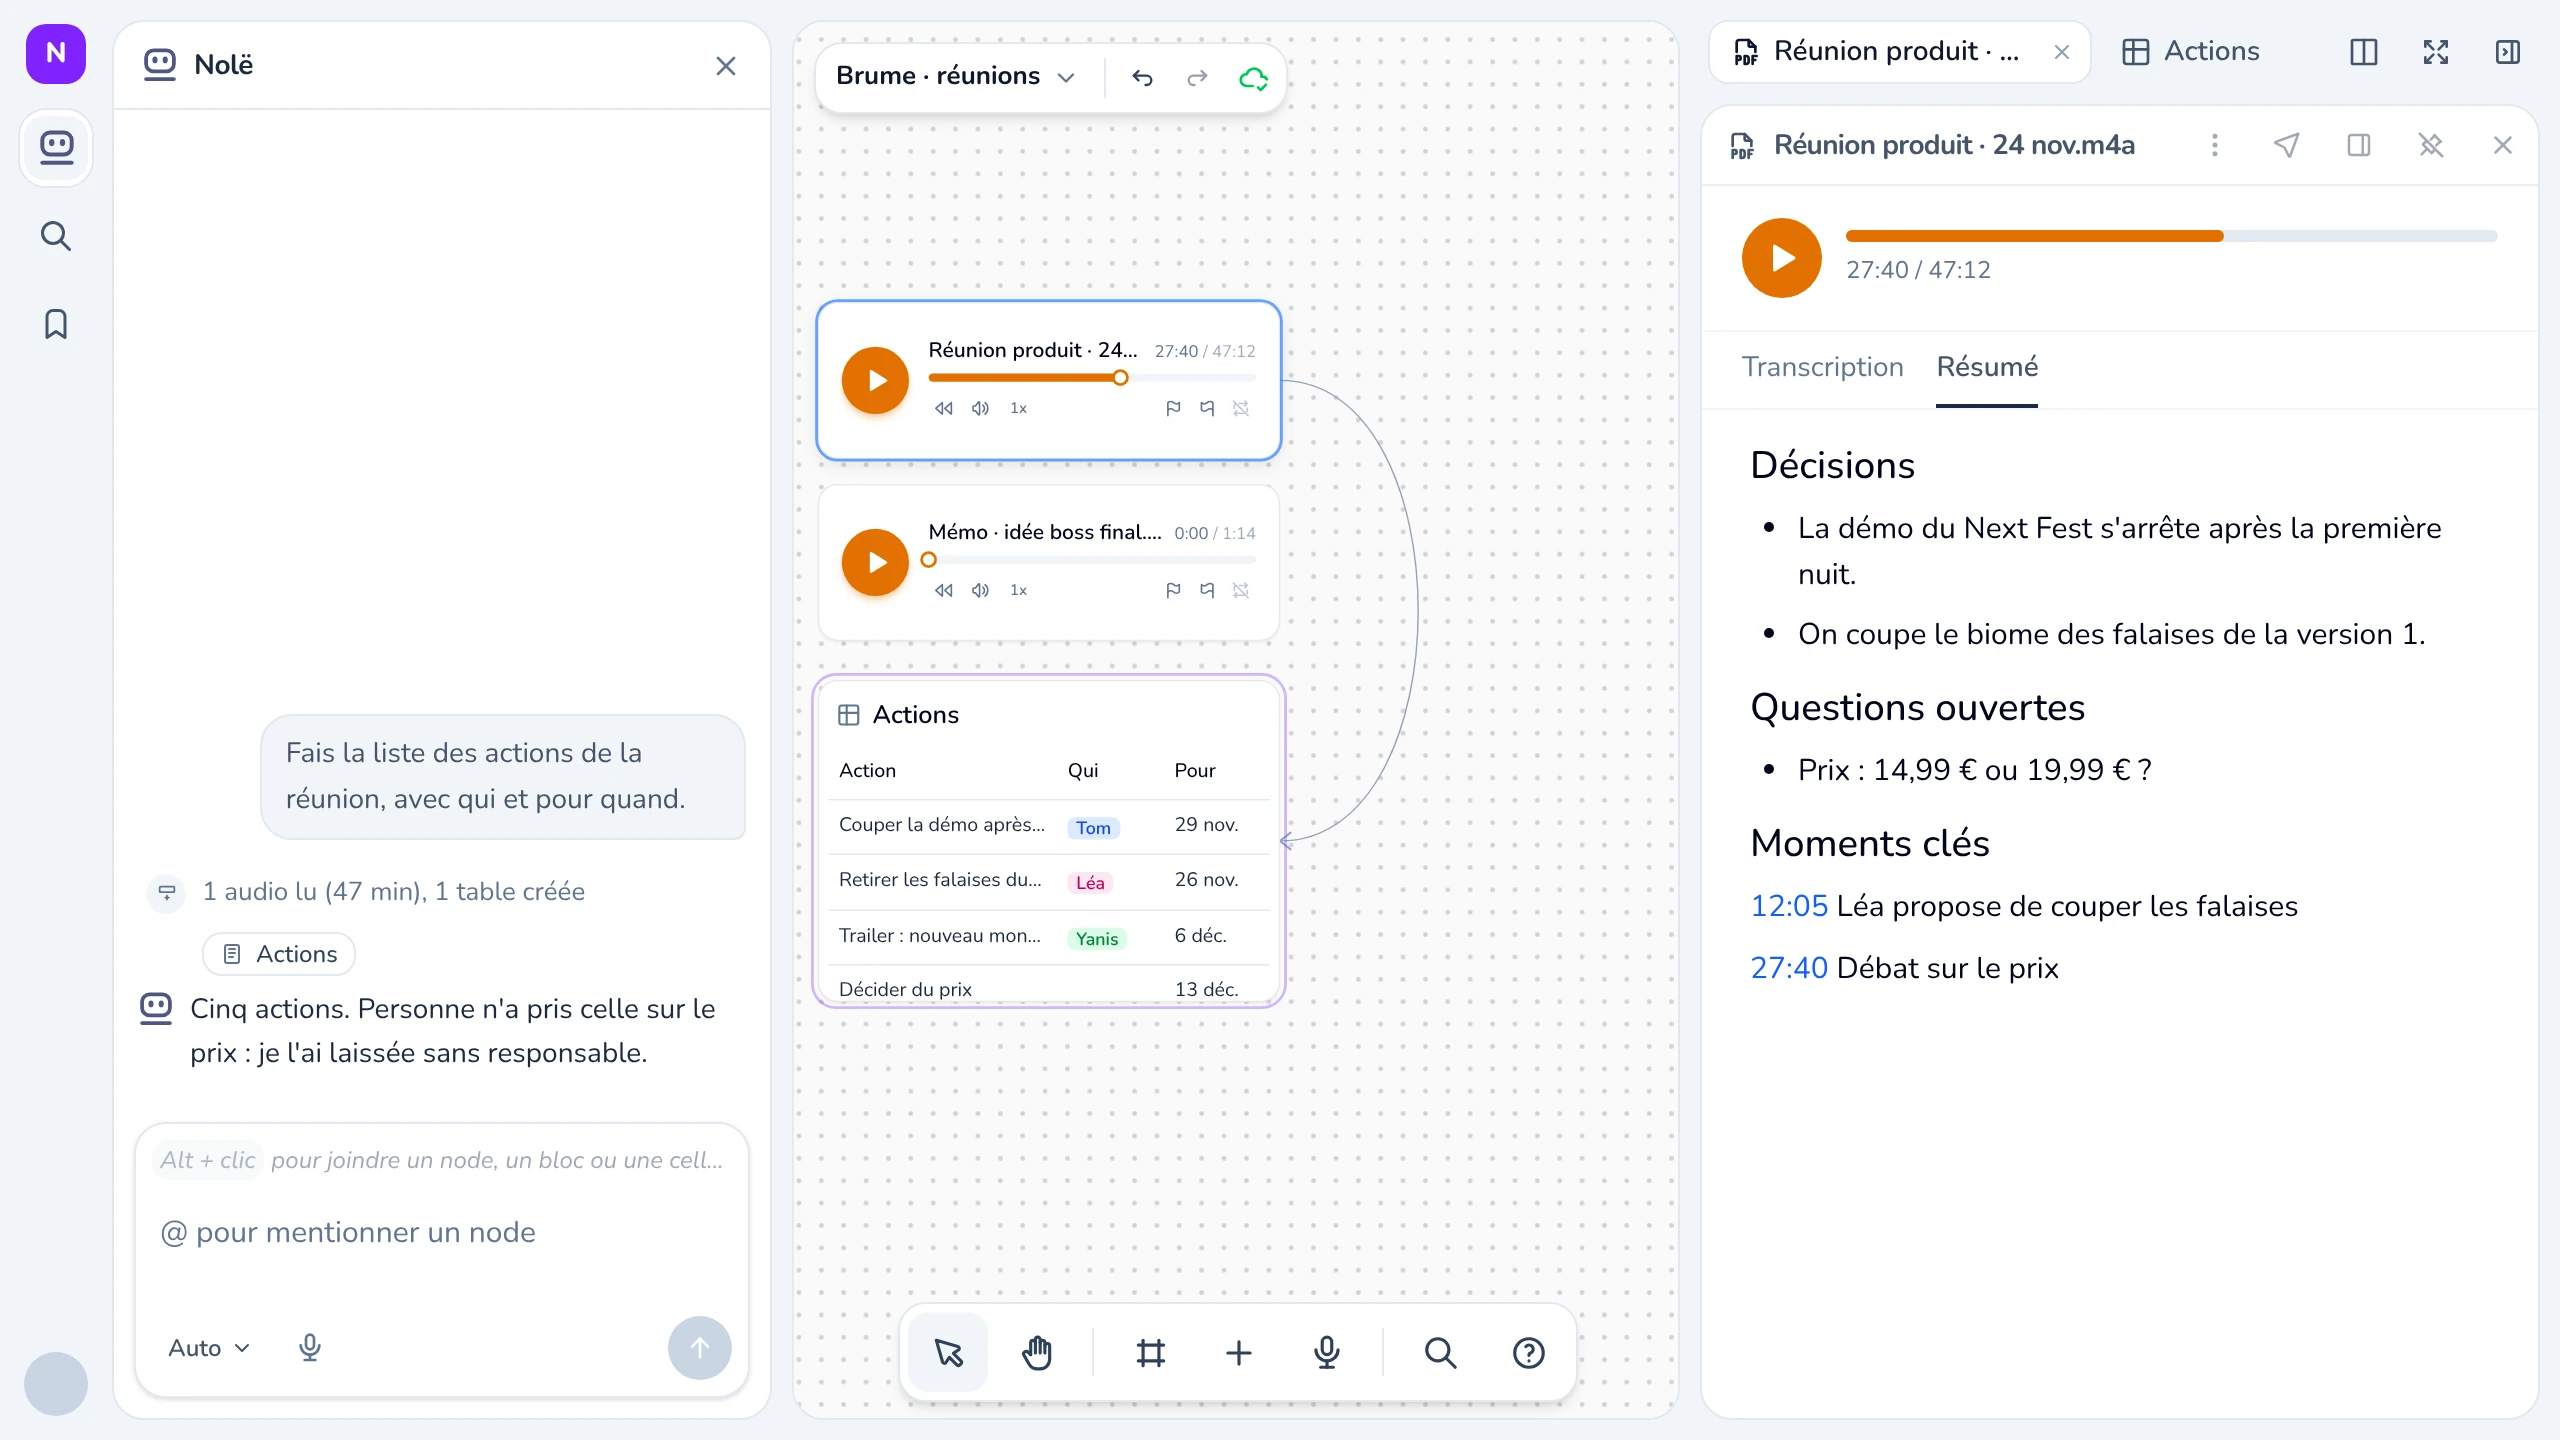 N
Nolë
Fais la liste des actions de la
réunion, avec qui et pour quand.
1 audio lu (47 min), 1 table créée
Actions
Cinq actions. Personne n'a pris celle sur le
prix : je l'ai laissée sans responsable.
Alt + clic pour joindre un node, un bloc ou une cell...
@ pour mentionner un node
Auto
Brume · réunions
Réunion produit · 24... 27:40 / 47:12
1x
Mémo · idée boss final.... 0:00 / 1:14
1x
Actions
Action Qui Pour
Couper la démo après... Tom 29 nov.
Retirer les falaises du... Léa 26 nov.
Trailer : nouveau mon... Yanis 6 déc.
Décider du prix 13 déc.
PDF Réunion produit · ... Actions
PDF Réunion produit · 24 nov.m4a
27:40 / 47:12
Transcription Résumé
Décisions
• La démo du Next Fest s'arrête après la première
nuit.
• On coupe le biome des falaises de la version 1.
Questions ouvertes
• Prix : 14,99 € ou 19,99 € ?
Moments clés
12:05 Léa propose de couper les falaises
27:40 Débat sur le prix